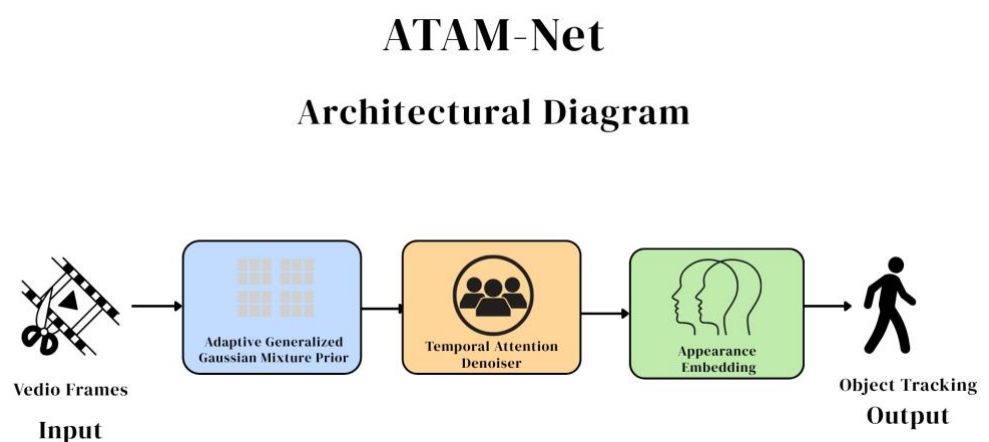 ATAM-Net
Architectural Diagram
Adaptive Generalized
Gaussian Mixture Prior
Temporal Attention
Denoiser
Appearance
Embedding
Vedio Frames
Input
Object Tracking
Output